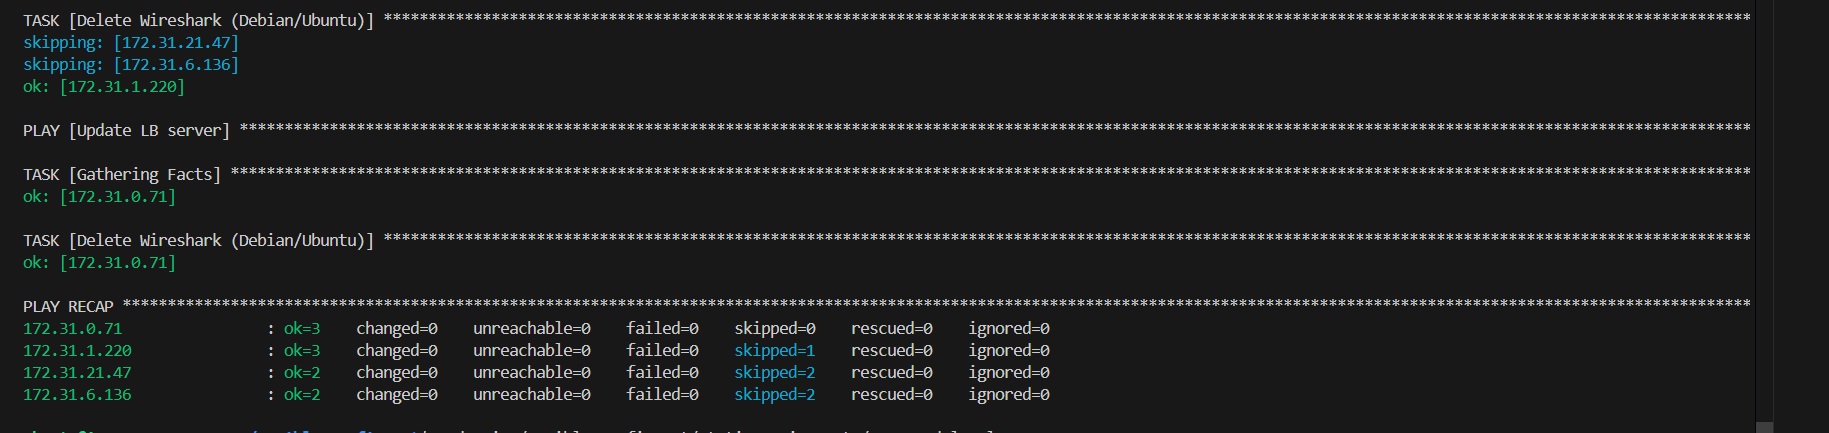 TASK [Delete Wireshark (Debian/Ubuntu)] ********************************************************************************************************************************************************
skipping: [172.31.21.47]
skipping: [172.31.6.136]
ok: [172.31.1.220]
PLAY [Update LB server] ************************************************************************************************************************************************************************
TASK [Gathering Facts] *************************************************************************************************************************************************************************
ok: [172.31.0.71]
TASK [Delete Wireshark (Debian/Ubuntu)] ********************************************************************************************************************************************************
ok: [172.31.0.71]
PLAY RECAP *************************************************************************************************************************************************************************************
172.31.0.71 : ok=3 changed=0 unreachable=0 failed=0 skipped=0 rescued=0 ignored=0
172.31.1.220 : ok=3 changed=0 unreachable=0 failed=0 skipped=1 rescued=0 ignored=0
172.31.21.47 : ok=2 changed=0 unreachable=0 failed=0 skipped=2 rescued=0 ignored=0
172.31.6.136 : ok=2 changed=0 unreachable=0 failed=0 skipped=2 rescued=0 ignored=0